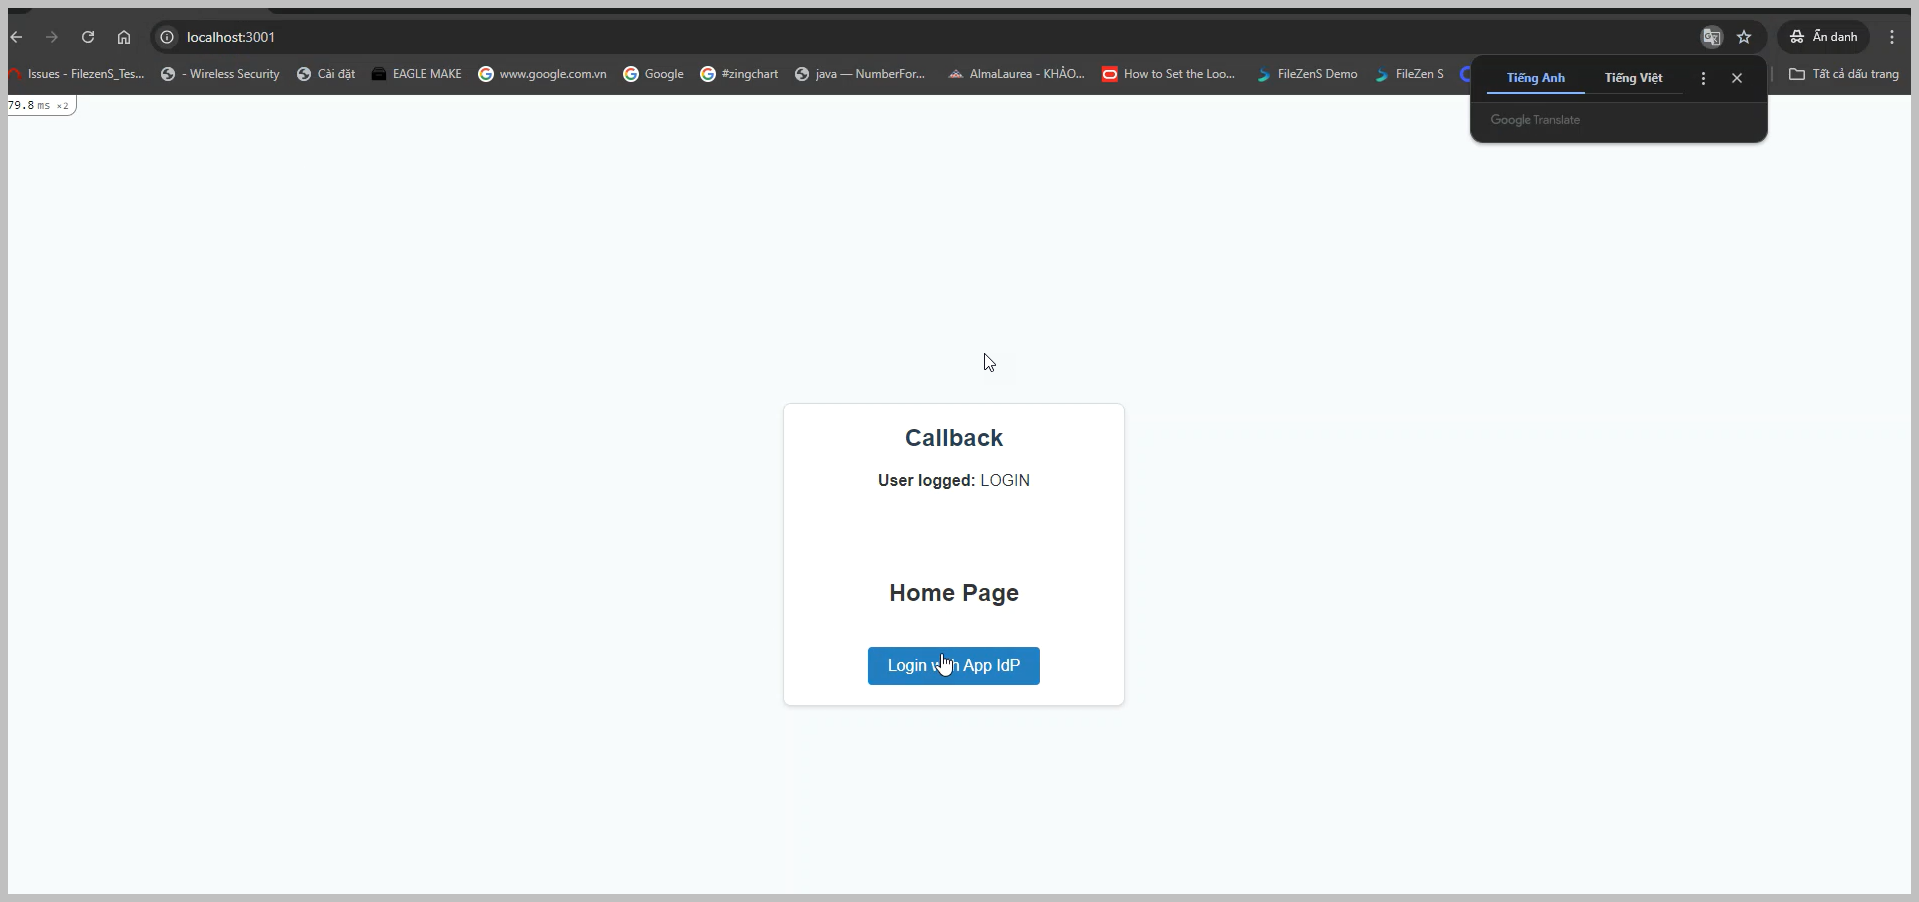 localhost:3001
Ẩn danh
Issues - FilezenS_Tes...
- Wireless Security
Cài đặt
EAGLE MAKE
www.google.com.vn
Google
#zingchart
java — NumberFor...
AlmaLaurea - KHẢO...
How to Set the Loo...
FileZenS Demo
FileZen S
Tất cả dấu trang
Tiếng Anh
Tiếng Việt
Google Translate
79.8 ms ×2
Callback
User logged: LOGIN
Home Page
Login with App IdP